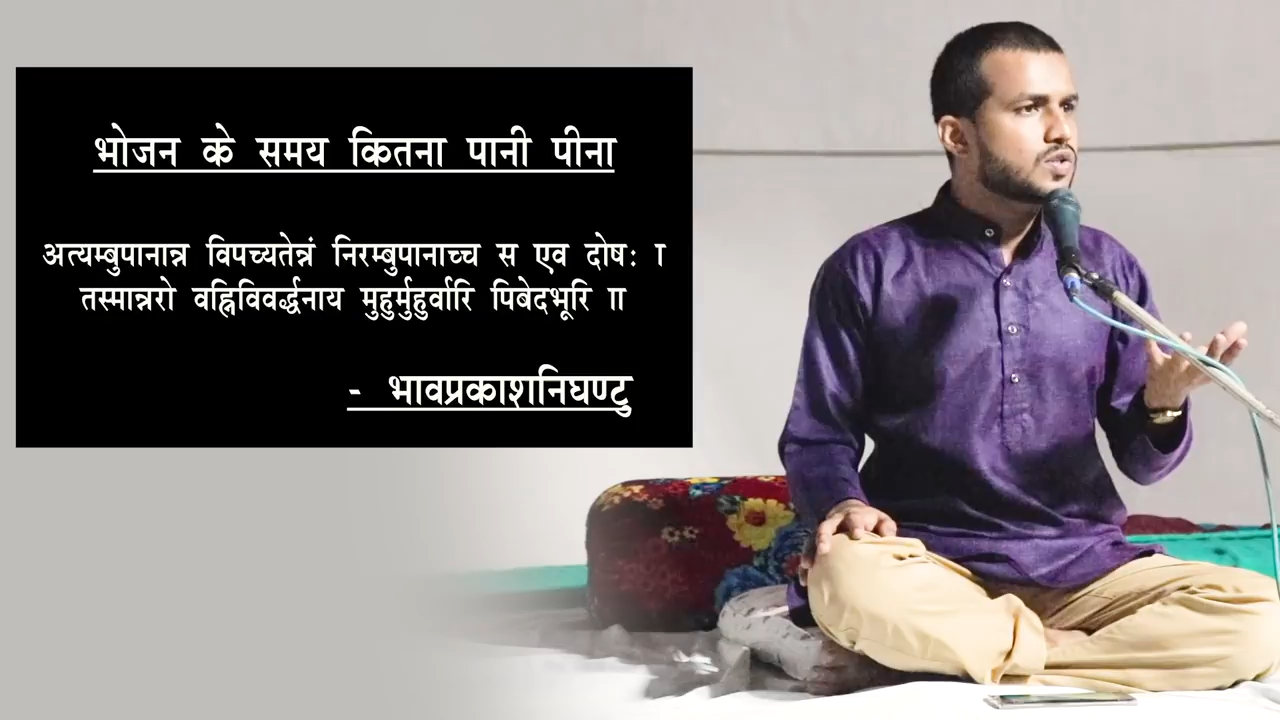 भोजन के समय कितना पानी पीना
अत्यम्बुपानान्न विपच्यतेन्नं निरम्बुपानाच्च स एव दोषः ।
तस्मान्नरो वह्निविवर्द्धनाय मुहुर्मुहुर्वारि पिबेदभूरि ॥
- भावप्रकाशनिघण्टु